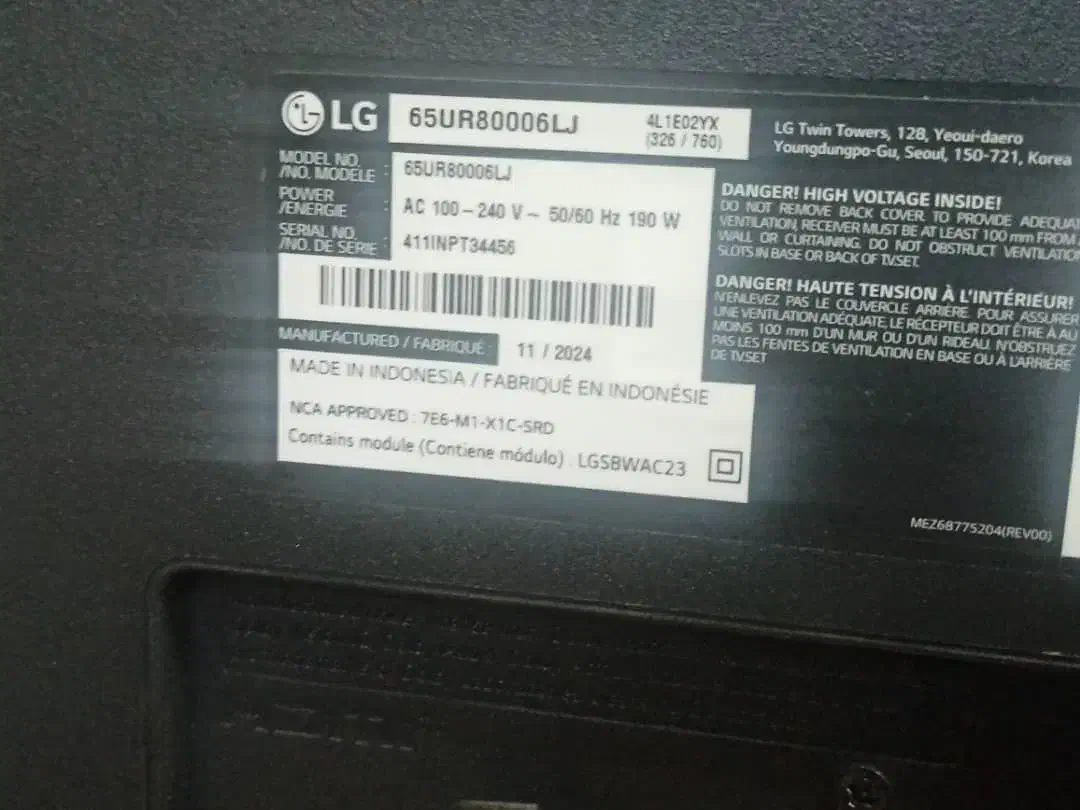 LG 65UR80006LJ 4L1E02YX
(326 / 760)
MODEL NO.
/NO. MODELE : 65UR80006LJ
POWER
/ENERGIE : AC 100-240 V ~ 50/60 Hz 190 W
SERIAL NO.
/NO. DE SÉRIE : 411INPT34456
MANUFACTURED / FABRIQUÉ : 11 / 2024
MADE IN INDONESIA / FABRIQUÉ EN INDONÉSIE
NCA APPROVED : 7E6-M1-X1C-SRD
Contains module (Contiene módulo) : LGSBWAC23
LG Twin Towers, 128, Yeoui-daero
Youngdungpo-Gu, Seoul, 150-721, Korea
DANGER! HIGH VOLTAGE INSIDE!
DO NOT REMOVE BACK COVER. TO PROVIDE ADEQUAT
VENTILATION, RECEIVER MUST BE AT LEAST 100 mm FROM
WALL OR CURTAINING. DO NOT OBSTRUCT VENTILATIO
SLOTS IN BASE OR BACK OF TV.SET.
DANGER! HAUTE TENSION À L'INTÉRIEUR!
N'ENLEVEZ PAS LE COUVERCLE ARRIÈRE. POUR ASSURER
UNE VENTILATION ADÉQUATE, LE RÉCEPTEUR DOIT ÊTRE À AU
MOINS 100 mm D'UN MUR OU D'UN RIDEAU. N'OBSTRUEZ
PAS LES FENTES DE VENTILATION EN BASE OU À L'ARRIÈRE
DE TV.SET
MEZ68775204(REV00)